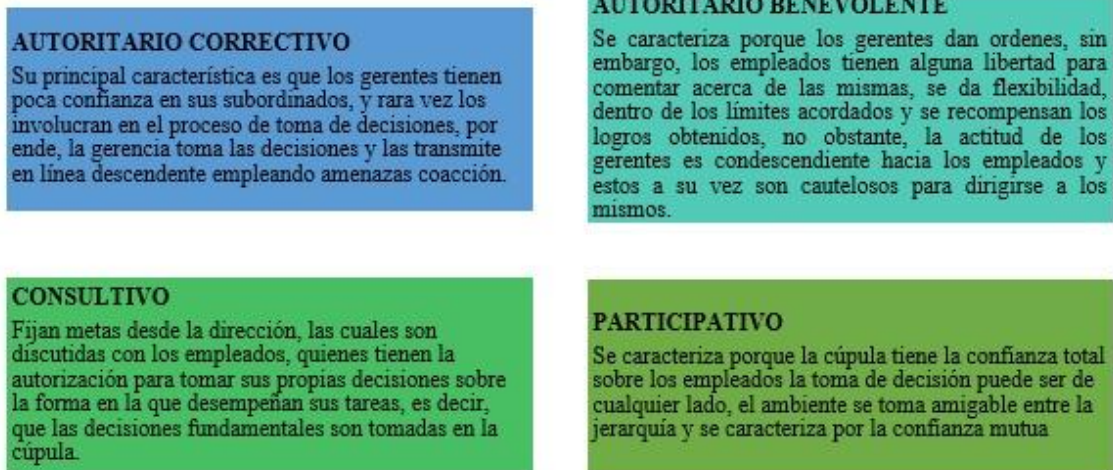 AUTORITARIO CORRECTIVO
Su principal característica es que los gerentes tienen
poca confianza en sus subordinados, y rara vez los
involucran en el proceso de toma de decisiones, por
ende, la gerencia toma las decisiones y las transmite
en línea descendente empleando amenazas coacción.
AUTORITARIO BENEVOLENTE
Se caracteriza porque los gerentes dan ordenes, sin
embargo, los empleados tienen alguna libertad para
comentar acerca de las mismas, se da flexibilidad,
dentro de los límites acordados y se recompensan los
logros obtenidos, no obstante, la actitud de los
gerentes es condescendiente hacia los empleados y
estos a su vez son cautelosos para dirigirse a los
mismos.
CONSULTIVO
Fijan metas desde la dirección, las cuales son
discutidas con los empleados, quienes tienen la
autorización para tomar sus propias decisiones sobre
la forma en la que desempeñan sus tareas, es decir,
que las decisiones fundamentales son tomadas en la
cúpula.
PARTICIPATIVO
Se caracteriza porque la cúpula tiene la confianza total
sobre los empleados la toma de decisión puede ser de
cualquier lado, el ambiente se toma amigable entre la
jerarquía y se caracteriza por la confianza mutua